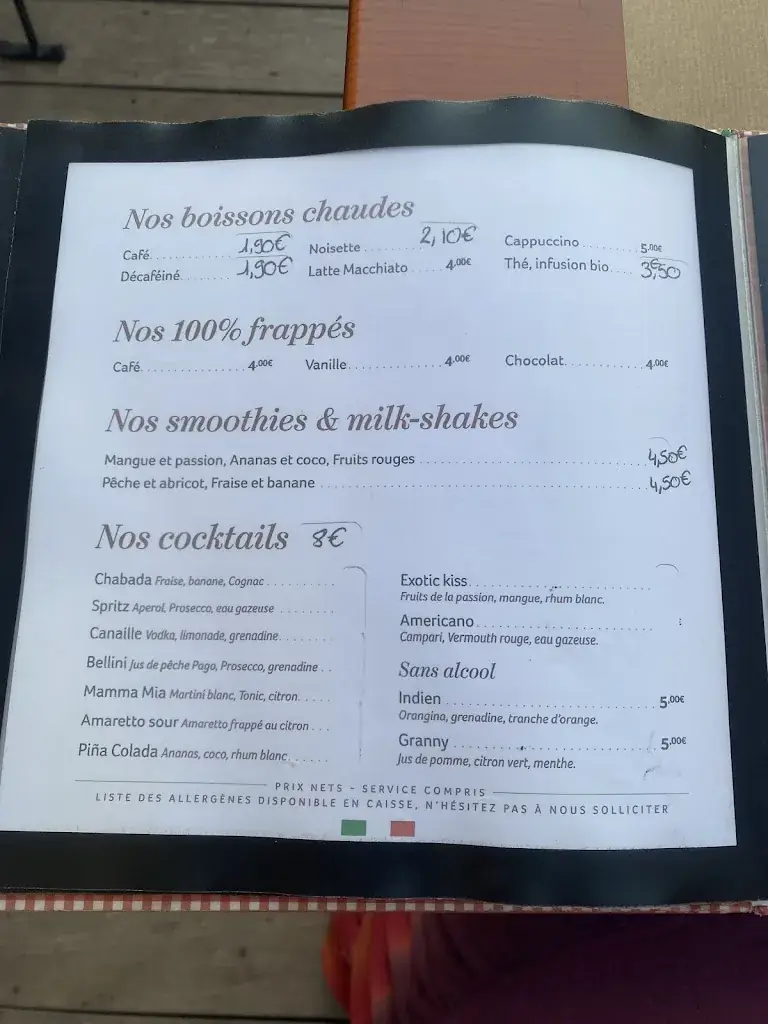 Nos boissons chaudes
Café 1,90€
Décaféiné 1,90€
Noisette 2,10€
Latte Macchiato 4.00€
Cappuccino 5.00€
Thé, infusion bio 3€,50
Nos 100% frappés
Café 4.00€
Vanille 4.00€
Chocolat 4.00€
Nos smoothies & milk-shakes
Mangue et passion, Ananas et coco, Fruits rouges 4,50€
Pêche et abricot, Fraise et banane 4,50€
Nos cocktails 8€
Chabada Fraise, banane, Cognac
Spritz Aperol, Prosecco, eau gazeuse
Canaille Vodka, limonade, grenadine
Bellini Jus de pêche Pago, Prosecco, grenadine
Mamma Mia Martini blanc, Tonic, citron
Amaretto sour Amaretto frappé au citron
Piña Colada Ananas, coco, rhum blanc
Exotic kiss
Fruits de la passion, mangue, rhum blanc.
Americano
Campari, Vermouth rouge, eau gazeuse.
Sans alcool
Indien 5.00€
Orangina, grenadine, tranche d'orange.
Granny 5.00€
Jus de pomme, citron vert, menthe.
PRIX NETS - SERVICE COMPRIS
LISTE DES ALLERGÈNES DISPONIBLE EN CAISSE, N'HÉSITEZ PAS À NOUS SOLLICITER